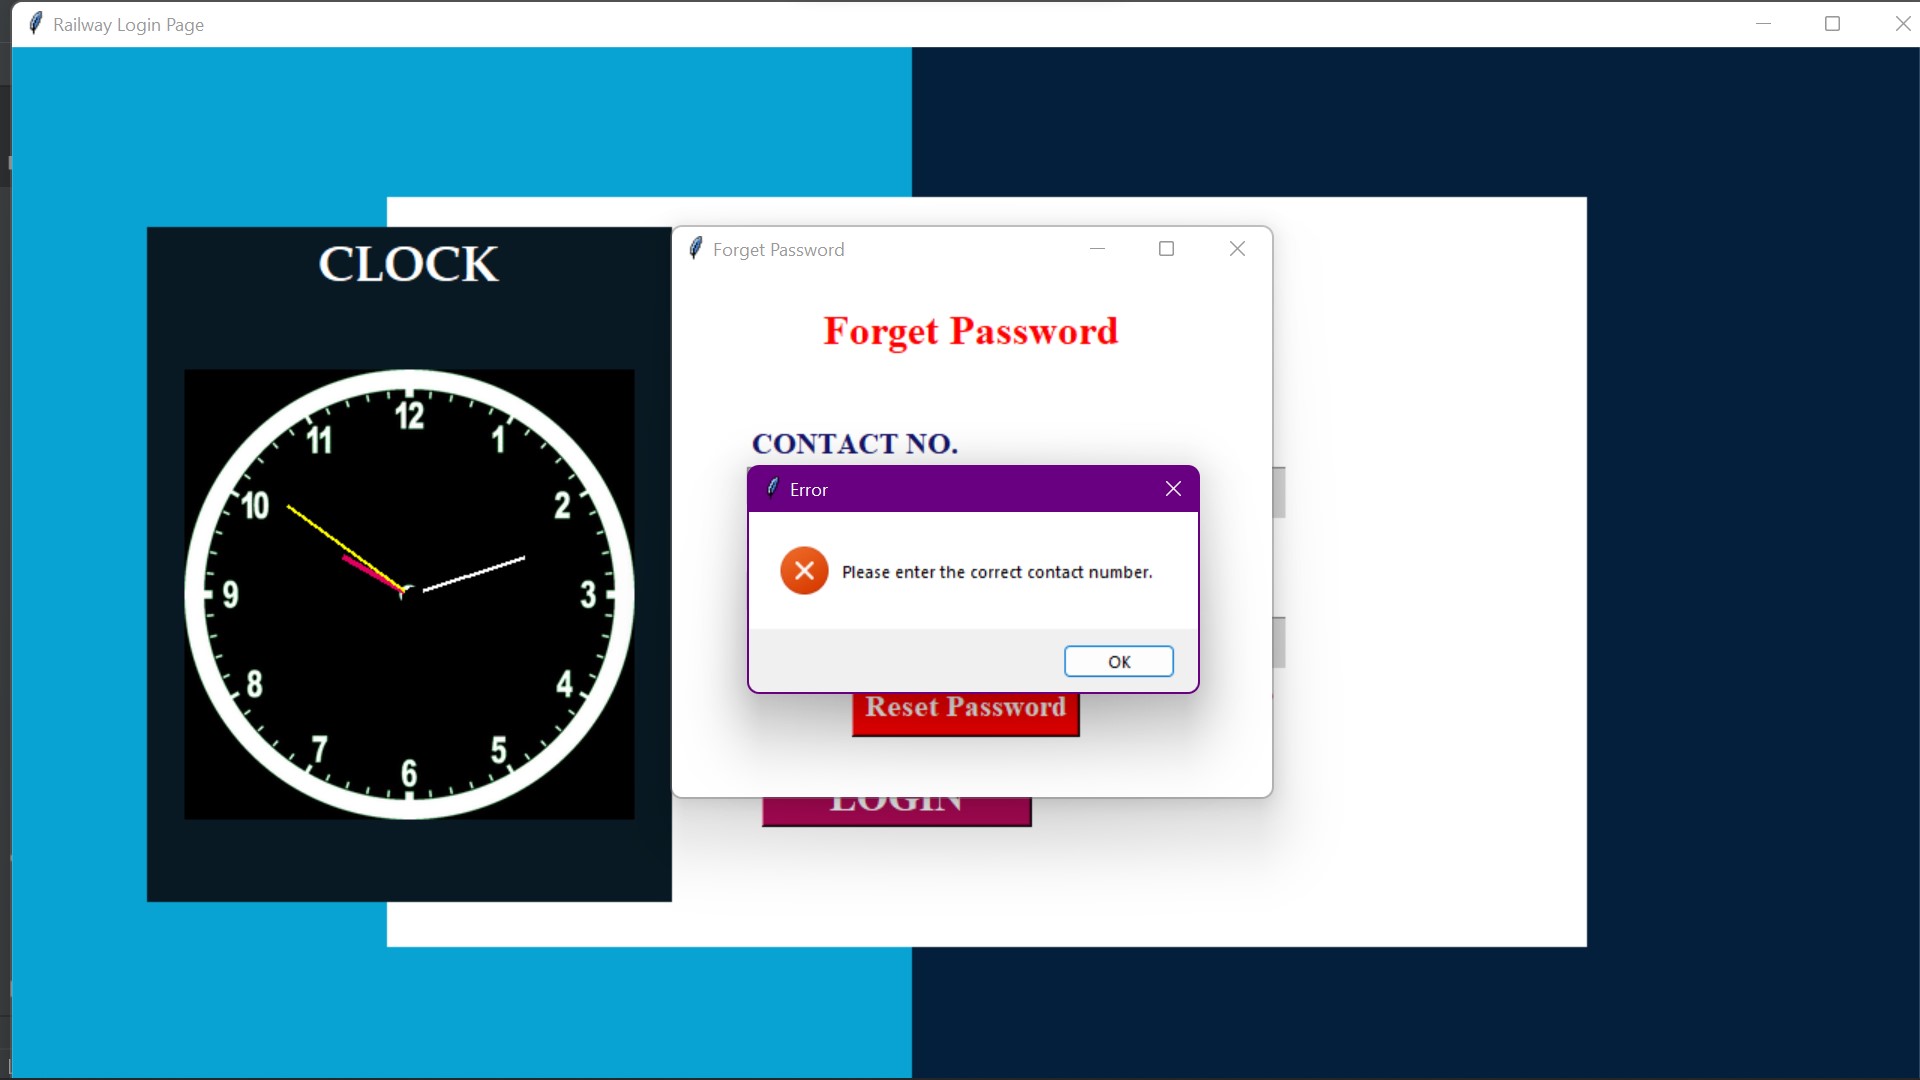 Railway Login Page
CLOCK
12
11
1
10
2
9
3
8
4
7
5
6
Forget Password
Forget Password
CONTACT NO.
Error
Please enter the correct contact number.
OK
Reset Password
LOGIN